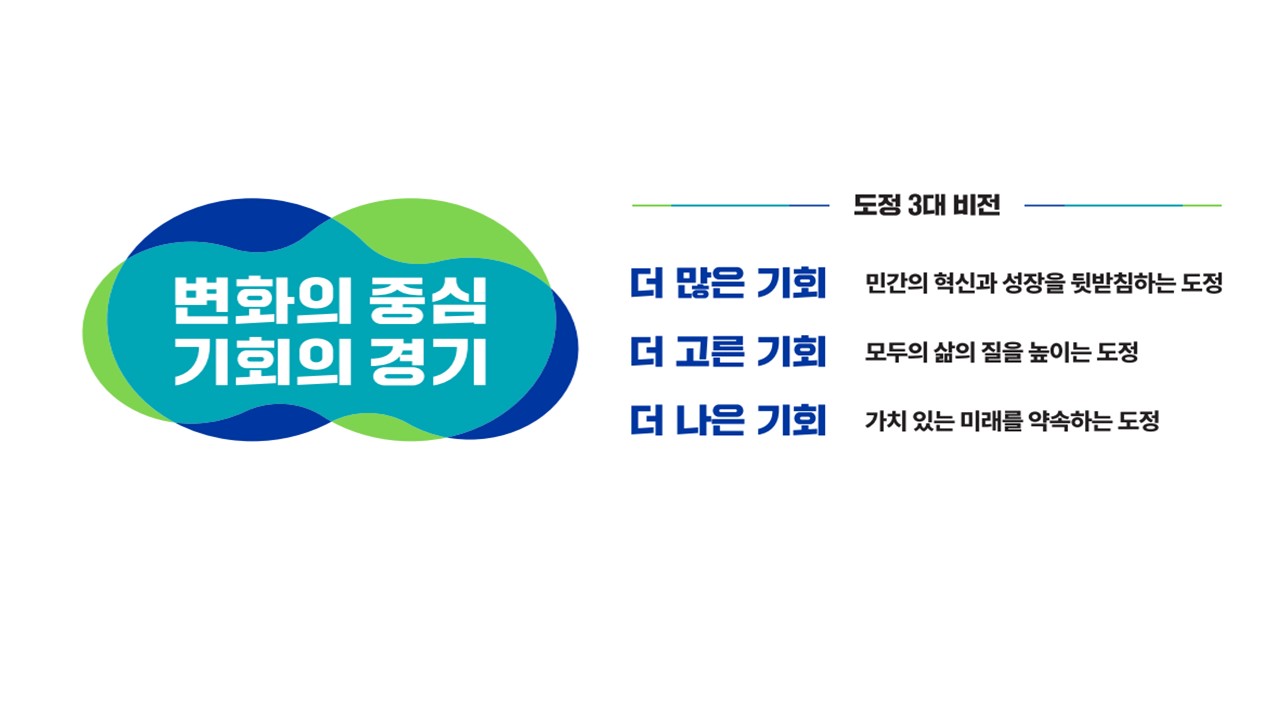 변화의 중심
기회의 경기
도정 3대 비전
더 많은 기회 민간의 혁신과 성장을 뒷받침하는 도정
더 고른 기회 모두의 삶의 질을 높이는 도정
더 나은 기회 가치 있는 미래를 약속하는 도정